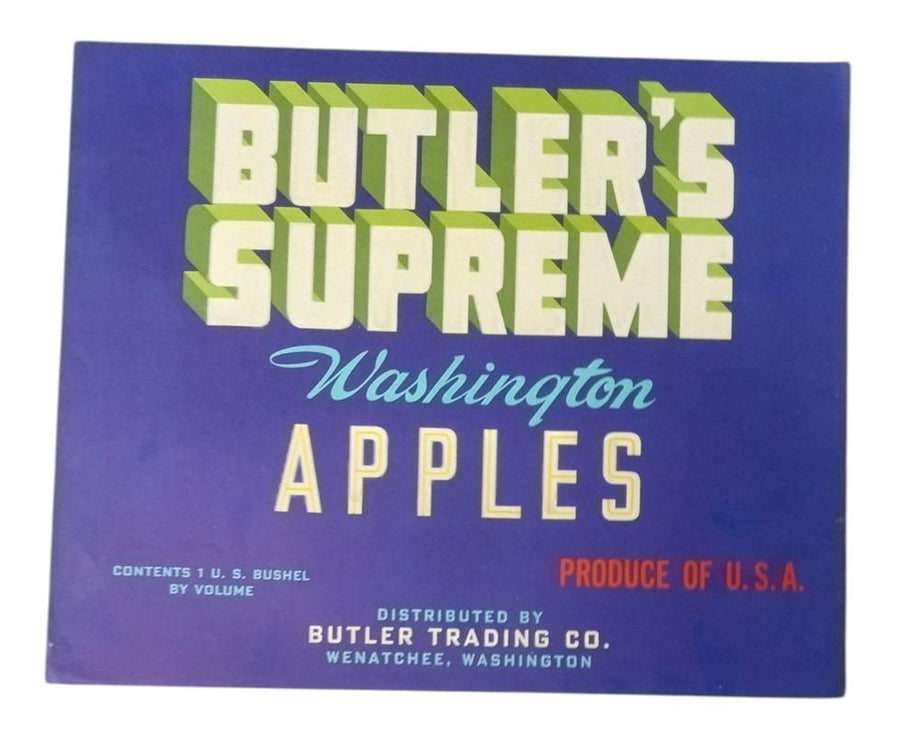 BUTLER'S
SUPREME
Washington
APPLES
CONTENTS 1 U. S. BUSHEL
BY VOLUME
PRODUCE OF U.S.A.
DISTRIBUTED BY
BUTLER TRADING CO.
WENATCHEE, WASHINGTON